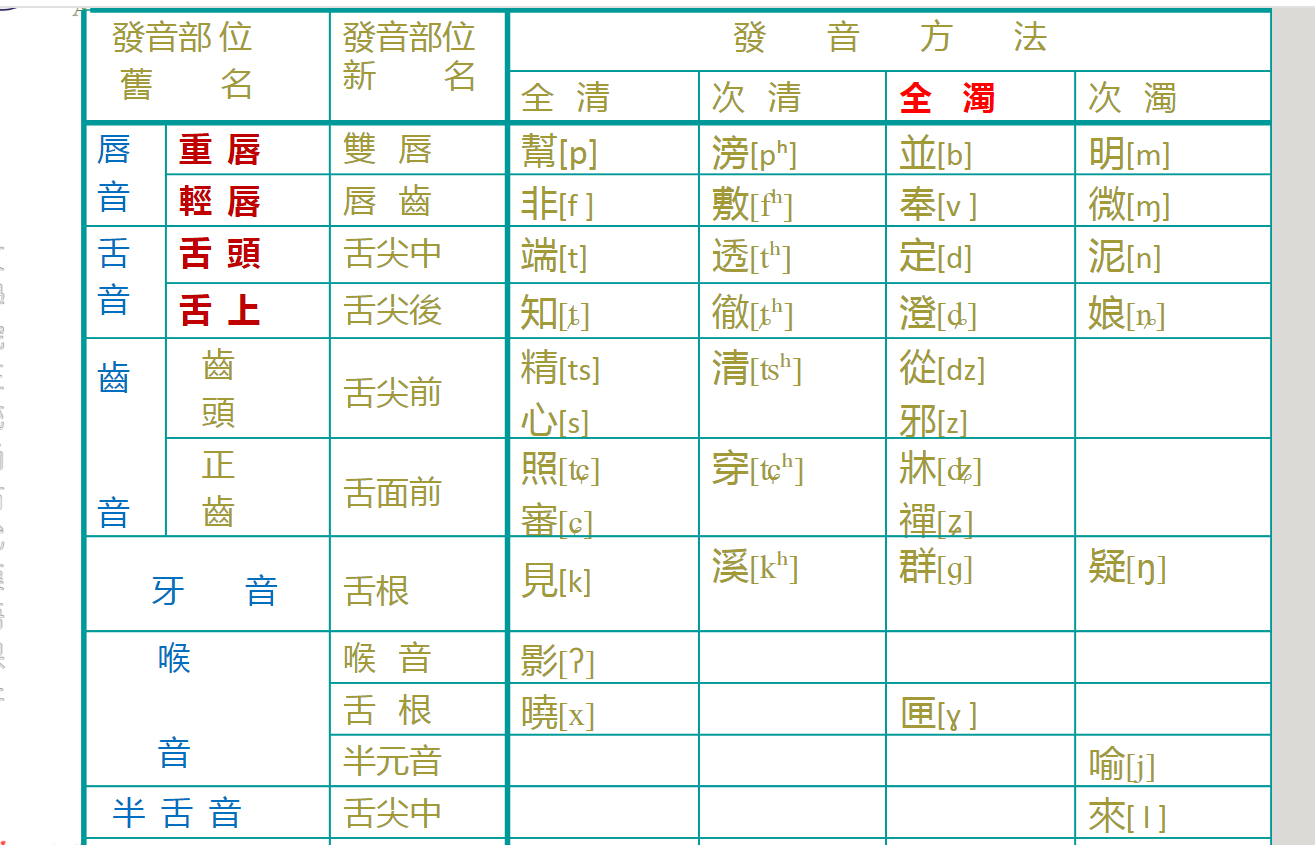 發音部位 發音部位 發 音 方 法
舊 名 新 名
全 清 次 清 全 濁 次 濁
唇 重 唇 雙 唇 幫[p] 滂[pʰ] 並[b] 明[m]
音 輕 唇 唇 齒 非[f ] 敷[fʰ] 奉[v ] 微[ɱ]
舌 舌 頭 舌尖中 端[t] 透[tʰ] 定[d] 泥[n]
音 舌 上 舌尖後 知[ȶ] 徹[ȶʰ] 澄[ȡ] 娘[ȵ]
齒 齒 舌尖前 精[ts] 清[tsʰ] 從[dz]
頭 心[s] 邪[z]
正 舌面前 照[tɕ] 穿[tɕʰ] 牀[dʑ]
音 齒 審[ɕ] 禪[ʑ]
牙 音 舌根 見[k] 溪[kʰ] 群[g] 疑[ŋ]
喉 喉 音 影[ʔ]
舌 根 曉[x] 匣[ɣ ]
音 半元音 喻[j]
半 舌 音 舌尖中 來[ l ]